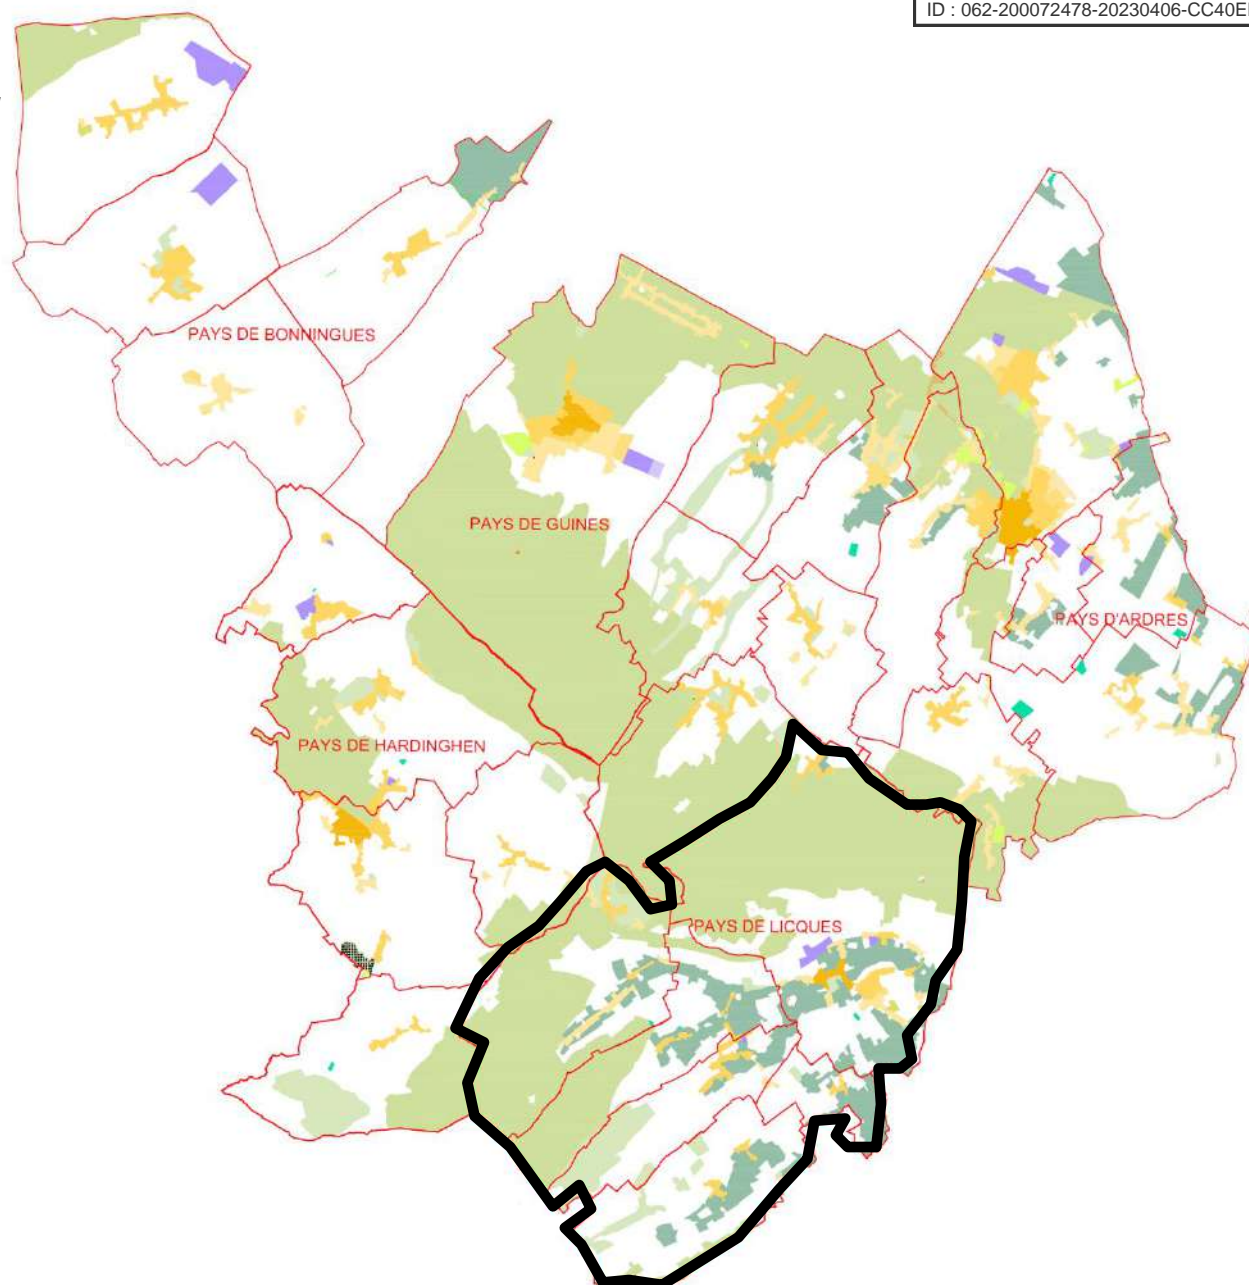 ID : 062-200072478-20230406-CC40E
PAYS DE BONNINGUES
PAYS DE GUINES
PAYS D'ARDRES
PAYS DE HARDINGHEN
PAYS DE LICQUES